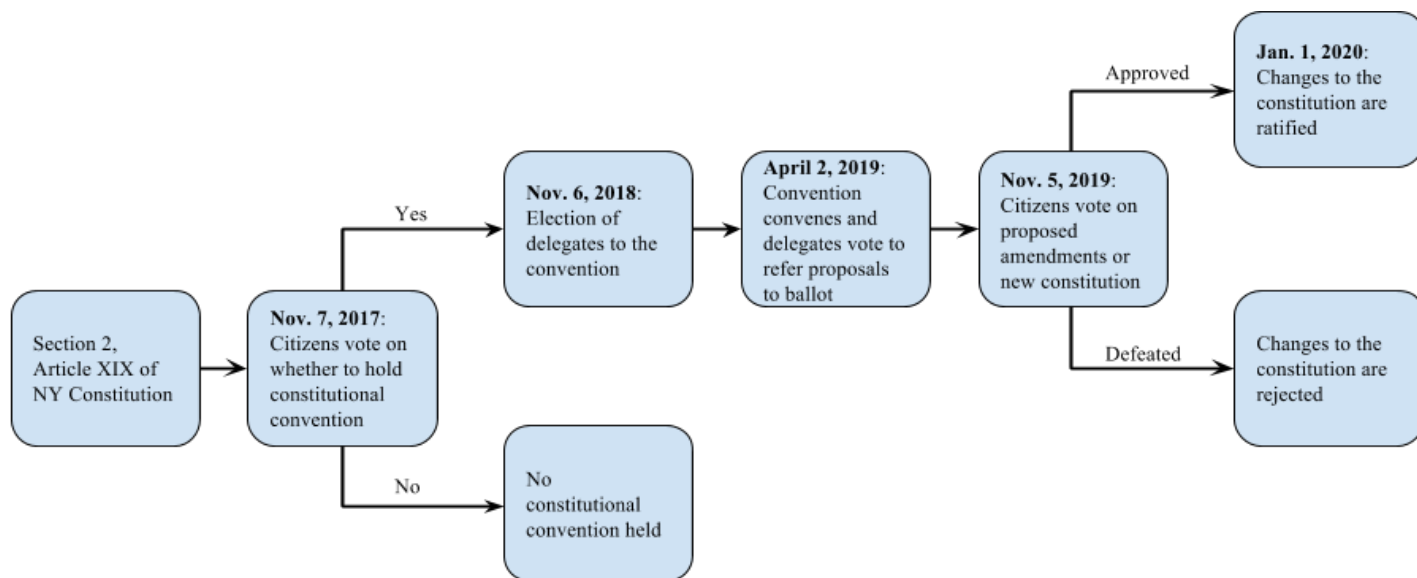 Section 2,
Article XIX of
NY Constitution
Nov. 7, 2017:
Citizens vote on
whether to hold
constitutional
convention
Yes
No
Nov. 6, 2018:
Election of
delegates to the
convention
No
constitutional
convention held
April 2, 2019:
Convention
convenes and
delegates vote to
refer proposals
to ballot
Nov. 5, 2019:
Citizens vote on
proposed
amendments or
new constitution
Approved
Defeated
Jan. 1, 2020:
Changes to the
constitution are
ratified
Changes to the
constitution are
rejected